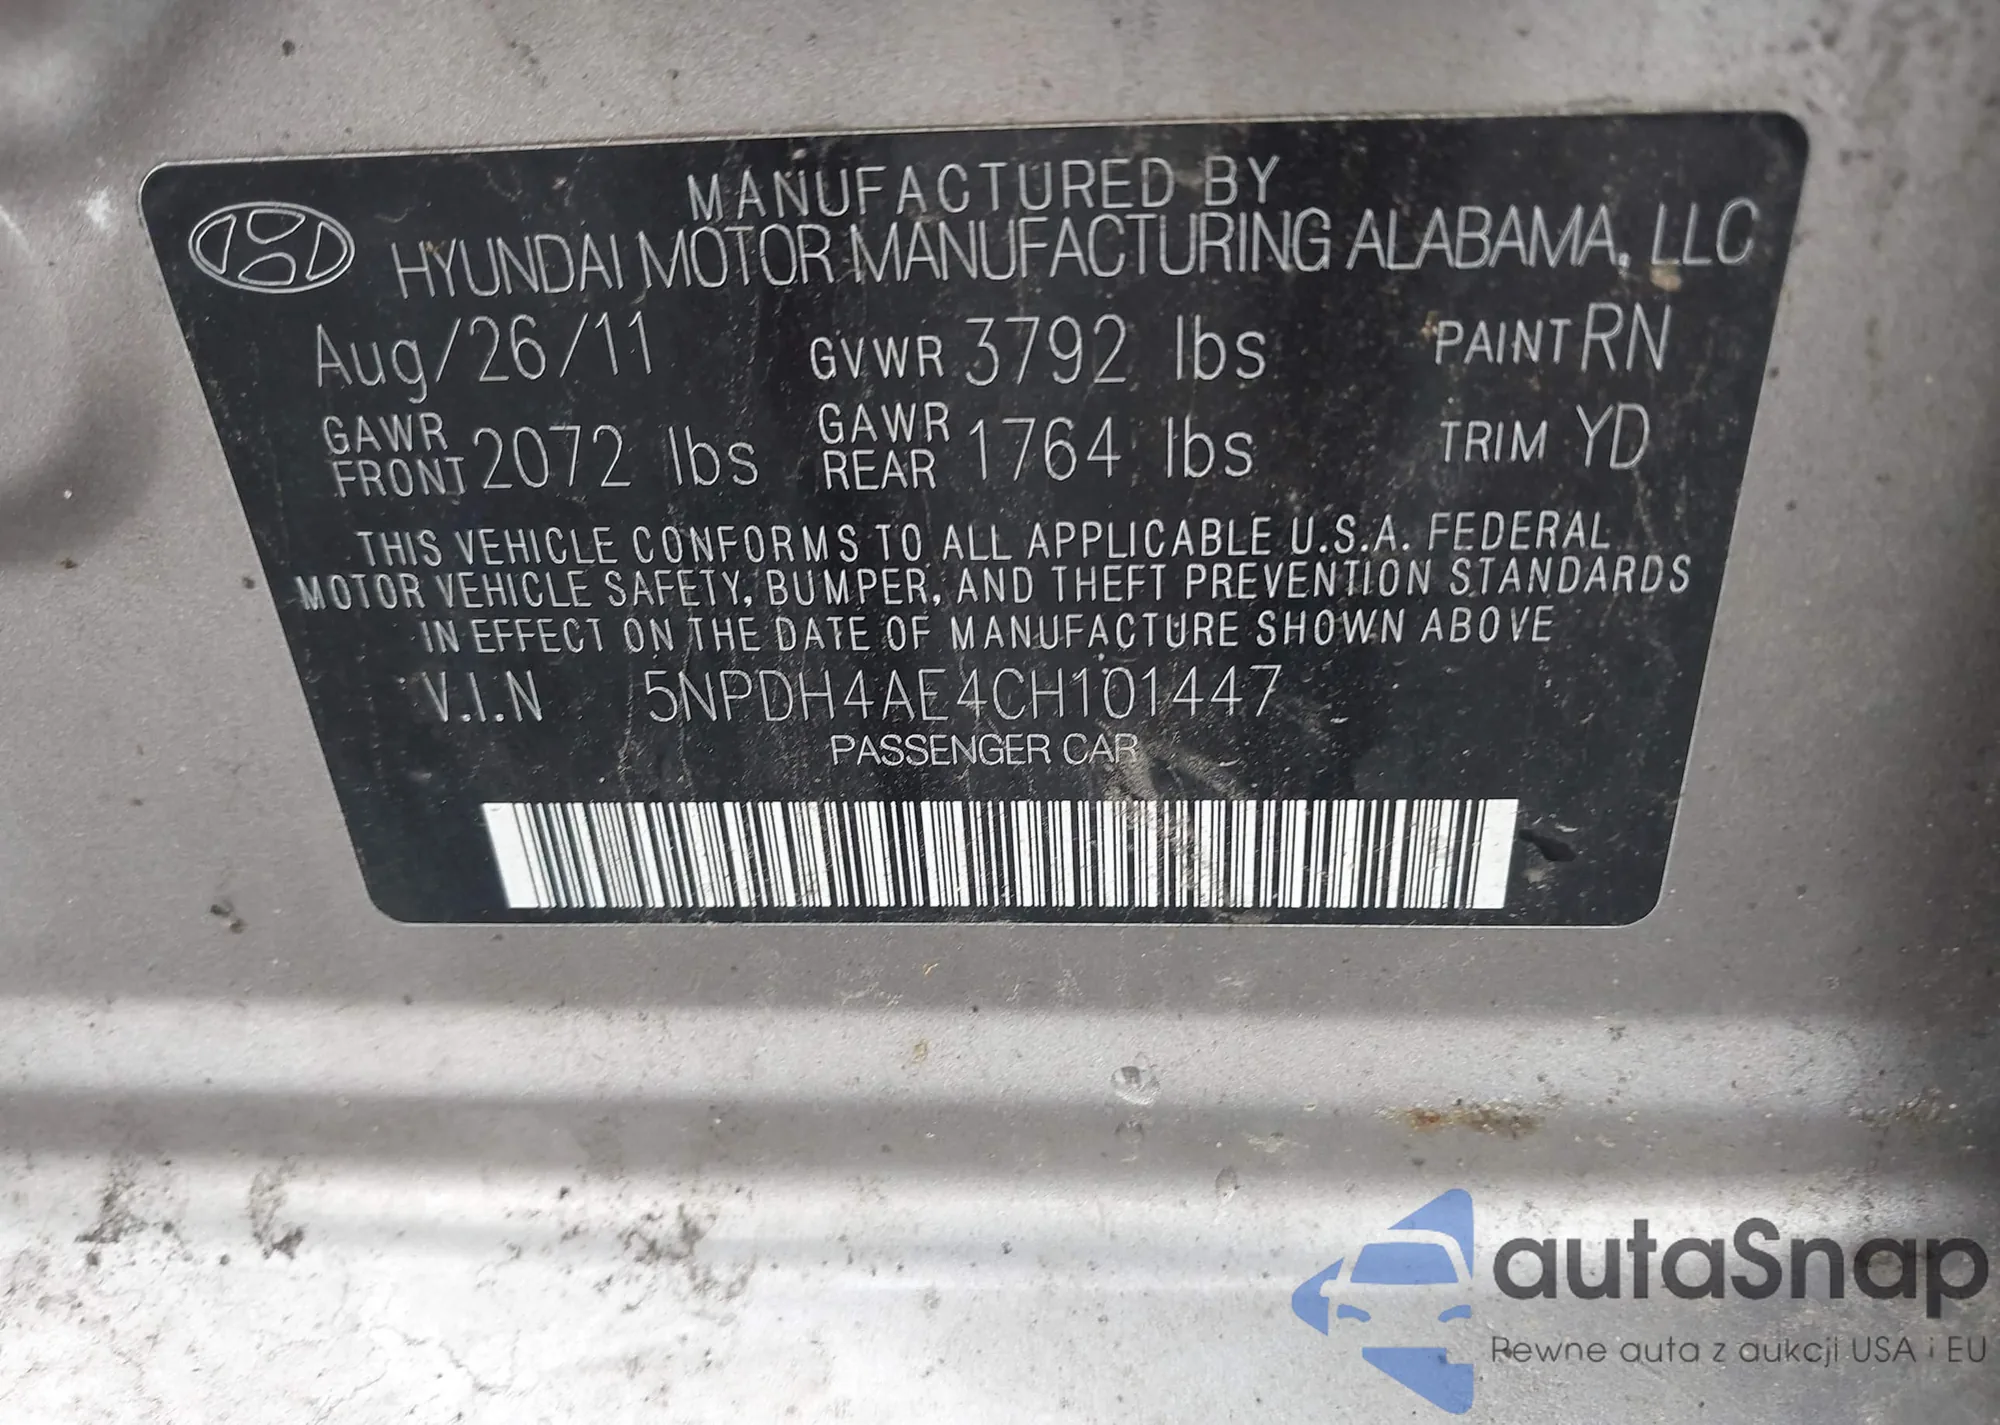 MANUFACTURED BY
HYUNDAI MOTOR MANUFACTURING ALABAMA, LLC
Aug/26/11 GVWR 3792 lbs PAINT RN
GAWR FRONT 2072 lbs GAWR REAR 1764 lbs TRIM YD
THIS VEHICLE CONFORMS TO ALL APPLICABLE U.S.A. FEDERAL
MOTOR VEHICLE SAFETY, BUMPER, AND THEFT PREVENTION STANDARDS
IN EFFECT ON THE DATE OF MANUFACTURE SHOWN ABOVE
V.I.N 5NPDH4AE4CH101447
PASSENGER CAR
autaSnap
Pewne auta z aukcji USA i EU